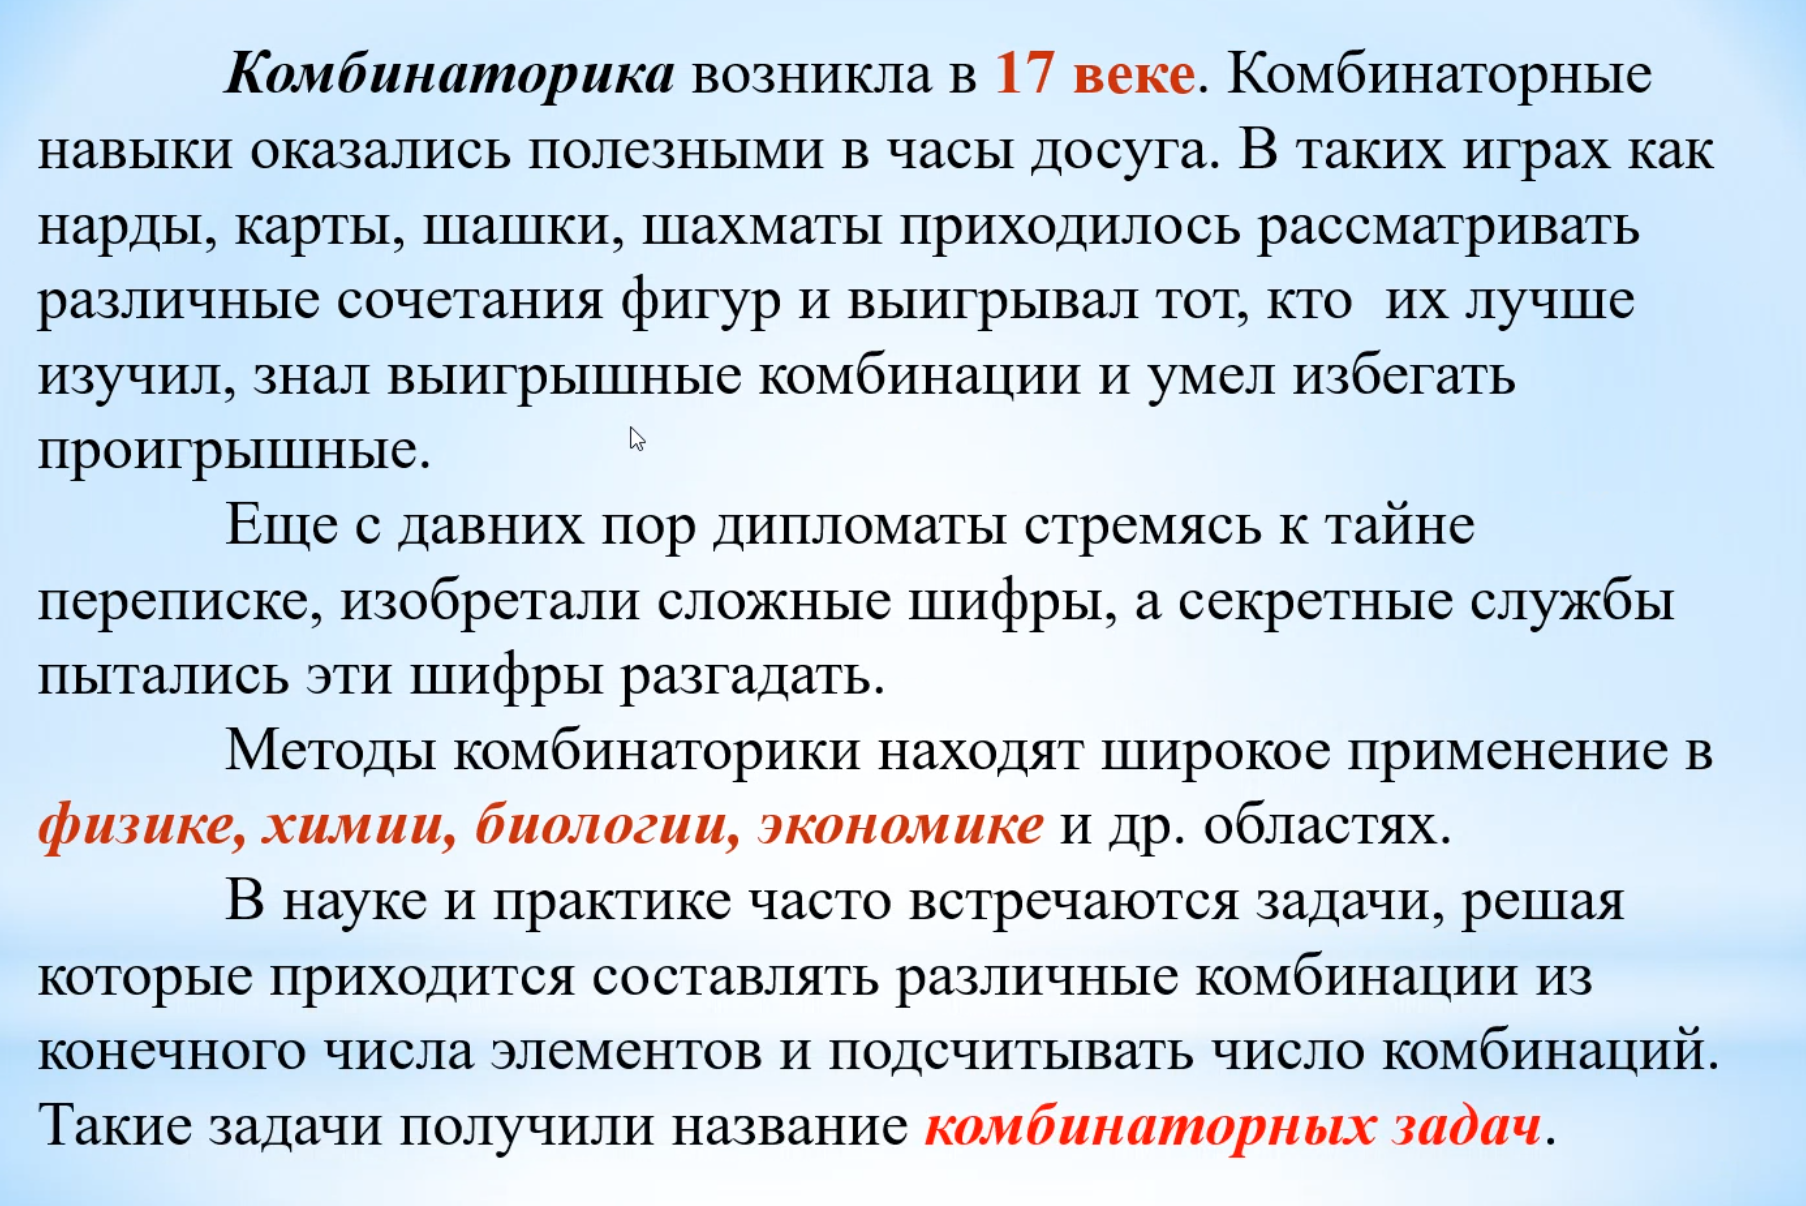 Комбинаторика возникла в 17 веке. Комбинаторные
навыки оказались полезными в часы досуга. В таких играх как
нарды, карты, шашки, шахматы приходилось рассматривать
различные сочетания фигур и выигрывал тот, кто  их лучше
изучил, знал выигрышные комбинации и умел избегать
проигрышные.
Еще с давних пор дипломаты стремясь к тайне
переписке, изобретали сложные шифры, а секретные службы
пытались эти шифры разгадать.
Методы комбинаторики находят широкое применение в
физике, химии, биологии, экономике и др. областях.
В науке и практике часто встречаются задачи, решая
которые приходится составлять различные комбинации из
конечного числа элементов и подсчитывать число комбинаций.
Такие задачи получили название комбинаторных задач.